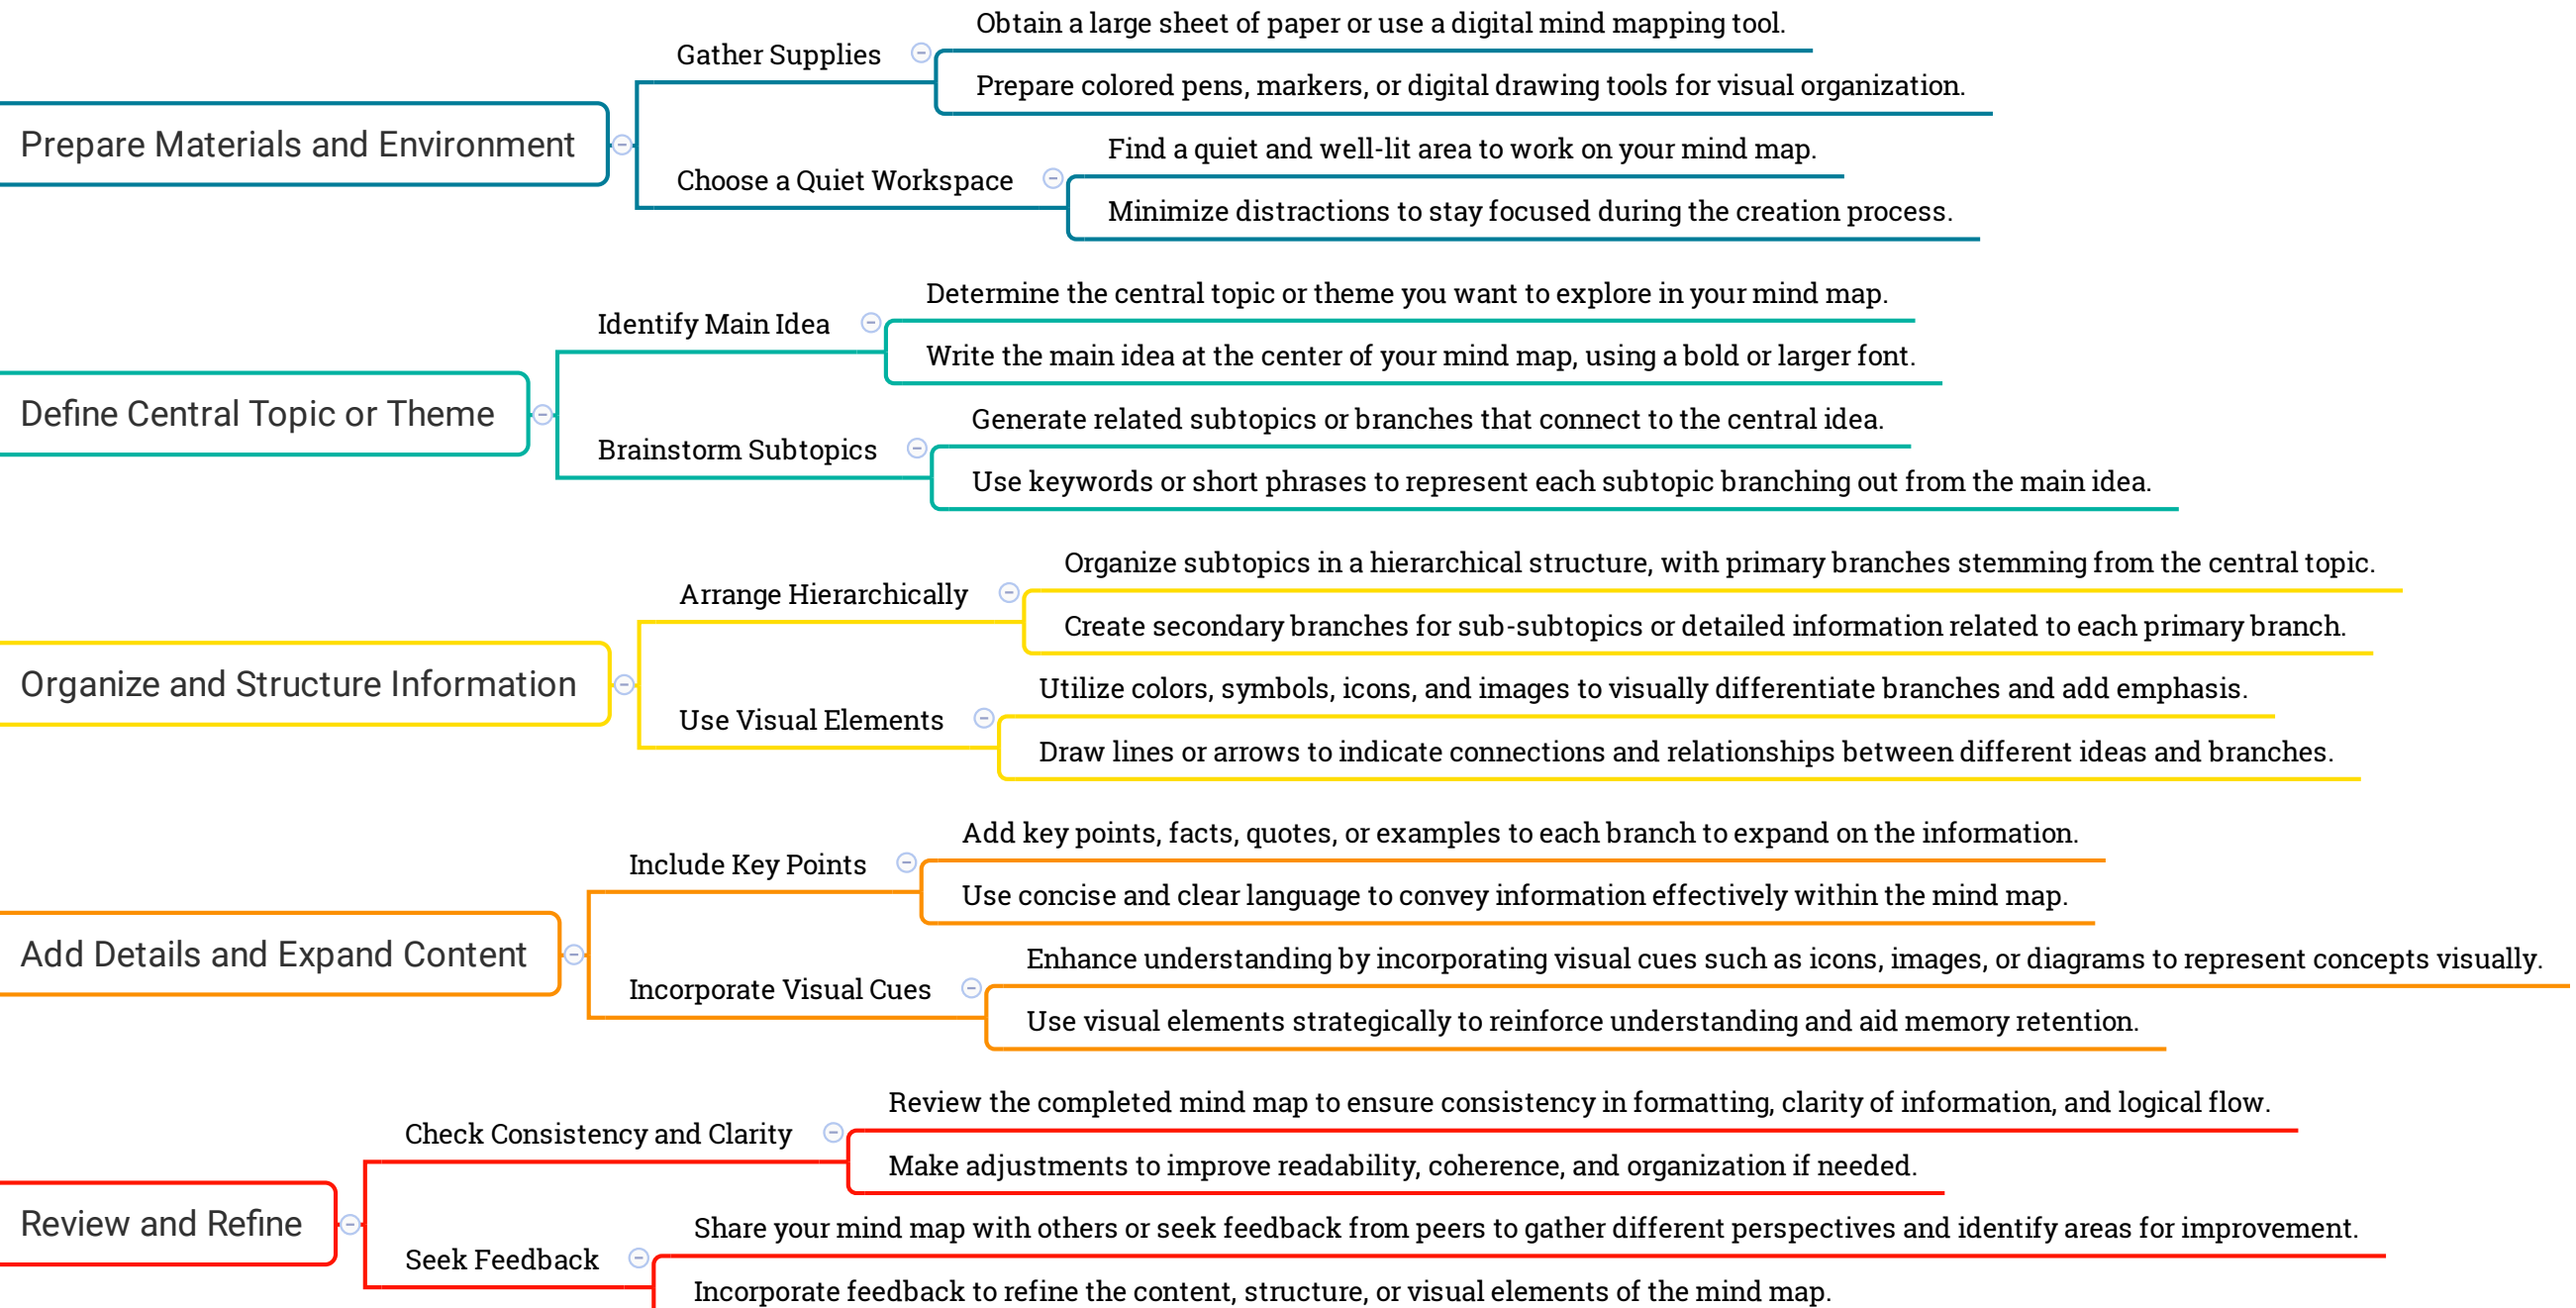 Prepare Materials and Environment
Gather Supplies
Obtain a large sheet of paper or use a digital mind mapping tool.
Prepare colored pens, markers, or digital drawing tools for visual organization.
Choose a Quiet Workspace
Find a quiet and well-lit area to work on your mind map.
Minimize distractions to stay focused during the creation process.
Define Central Topic or Theme
Identify Main Idea
Determine the central topic or theme you want to explore in your mind map.
Write the main idea at the center of your mind map, using a bold or larger font.
Brainstorm Subtopics
Generate related subtopics or branches that connect to the central idea.
Use keywords or short phrases to represent each subtopic branching out from the main idea.
Organize and Structure Information
Arrange Hierarchically
Organize subtopics in a hierarchical structure, with primary branches stemming from the central topic.
Create secondary branches for sub-subtopics or detailed information related to each primary branch.
Use Visual Elements
Utilize colors, symbols, icons, and images to visually differentiate branches and add emphasis.
Draw lines or arrows to indicate connections and relationships between different ideas and branches.
Add Details and Expand Content
Include Key Points
Add key points, facts, quotes, or examples to each branch to expand on the information.
Use concise and clear language to convey information effectively within the mind map.
Incorporate Visual Cues
Enhance understanding by incorporating visual cues such as icons, images, or diagrams to represent concepts visually.
Use visual elements strategically to reinforce understanding and aid memory retention.
Review and Refine
Check Consistency and Clarity
Review the completed mind map to ensure consistency in formatting, clarity of information, and logical flow.
Make adjustments to improve readability, coherence, and organization if needed.
Seek Feedback
Share your mind map with others or seek feedback from peers to gather different perspectives and identify areas for improvement.
Incorporate feedback to refine the content, structure, or visual elements of the mind map.